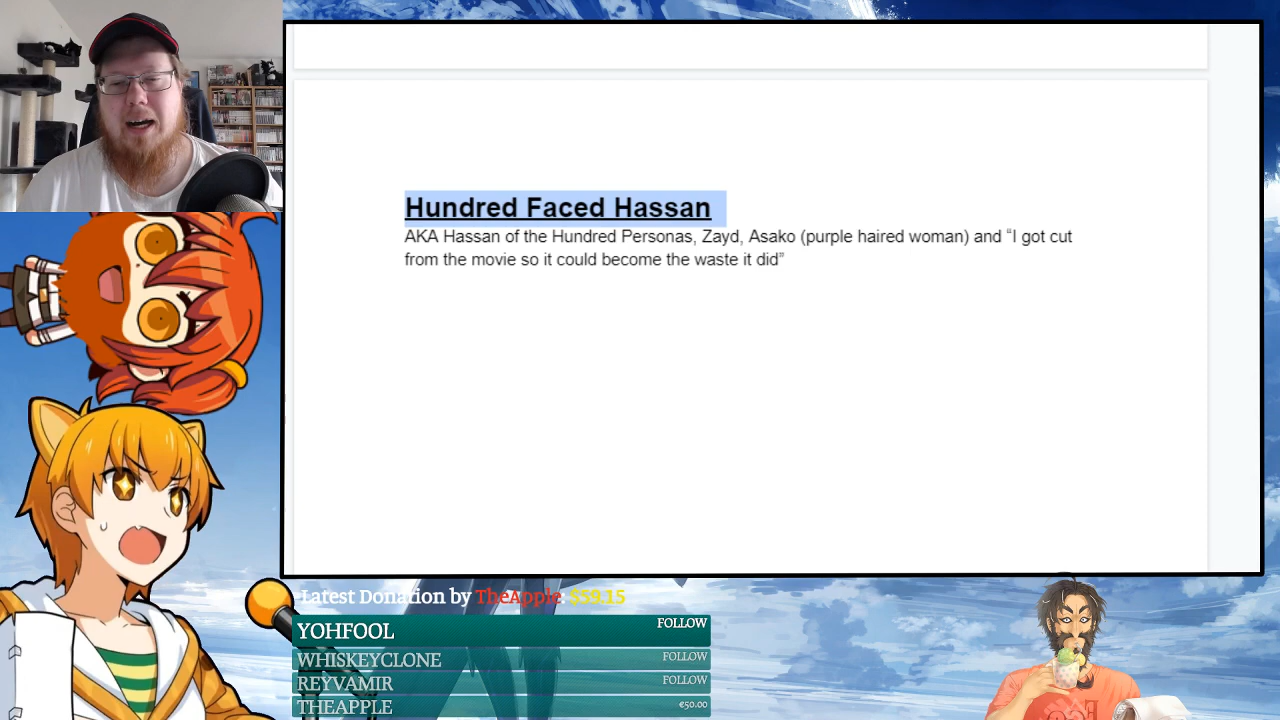 Hundred Faced Hassan
AKA Hassan of the Hundred Personas, Zayd, Asako (purple haired woman) and “I got cut
from the movie so it could become the waste it did”
Latest Donation by TheApple: $59.15
YOHFOOL FOLLOW
WHISKEYCLONE FOLLOW
REYVAMIR FOLLOW
THEAPPLE €50.00